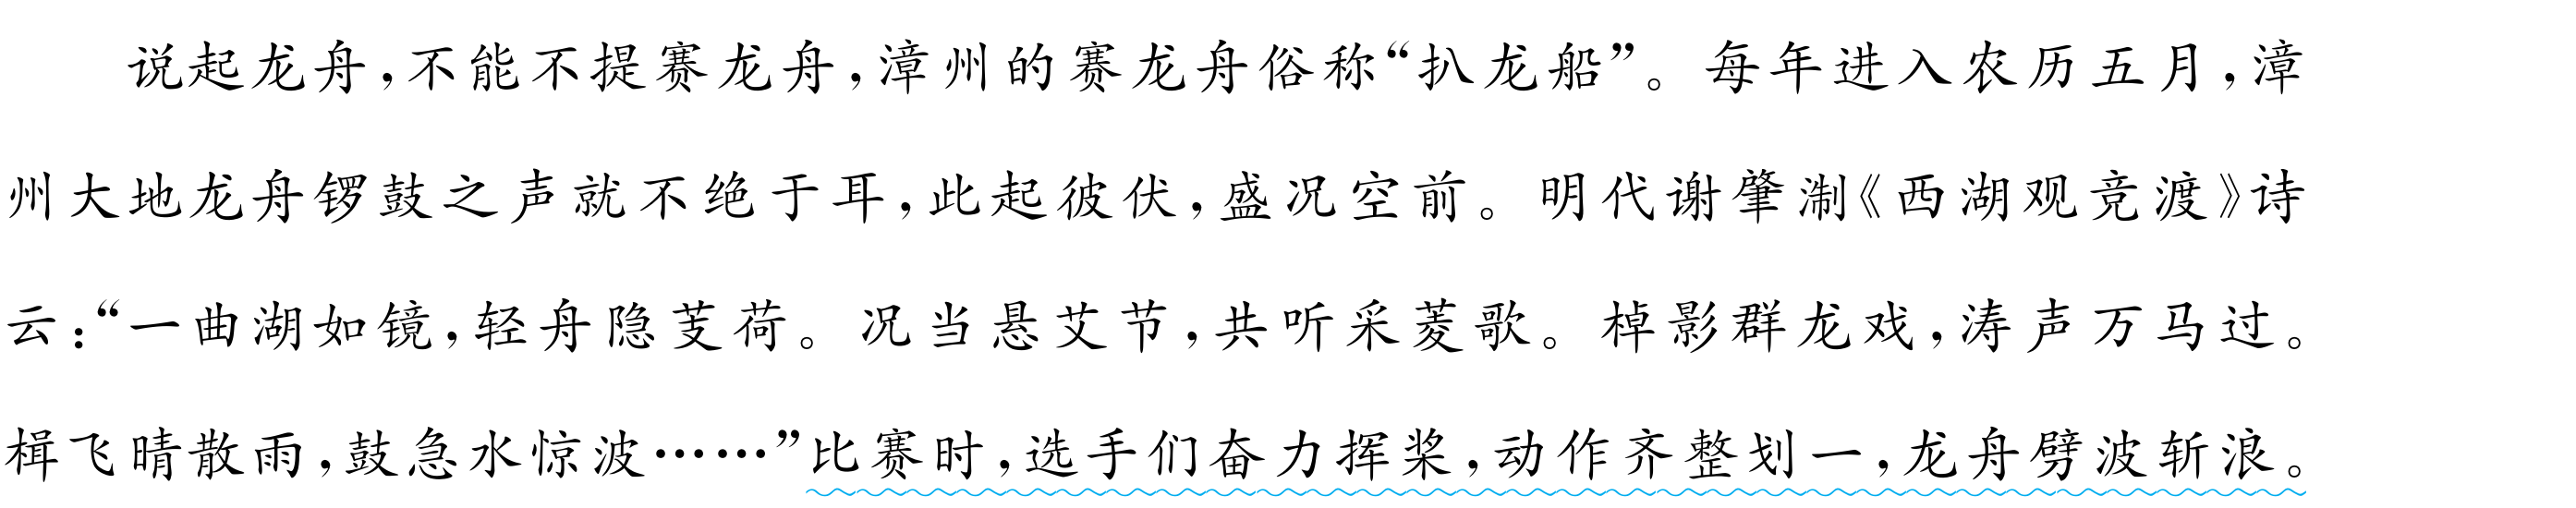 说起龙舟,不能不提赛龙舟,漳州的赛龙舟俗称“扒龙船”。每年进入农历五月,漳
州大地龙舟锣鼓之声就不绝于耳,此起彼伏,盛况空前。明代谢肇淛《西湖观竞渡》诗
云:“一曲湖如镜,轻舟隐芰荷。况当悬艾节,共听采菱歌。棹影群龙戏,涛声万马过。
楫飞晴散雨,鼓急水惊波……”比赛时,选手们奋力挥桨,动作齐整划一,龙舟劈波斩浪。